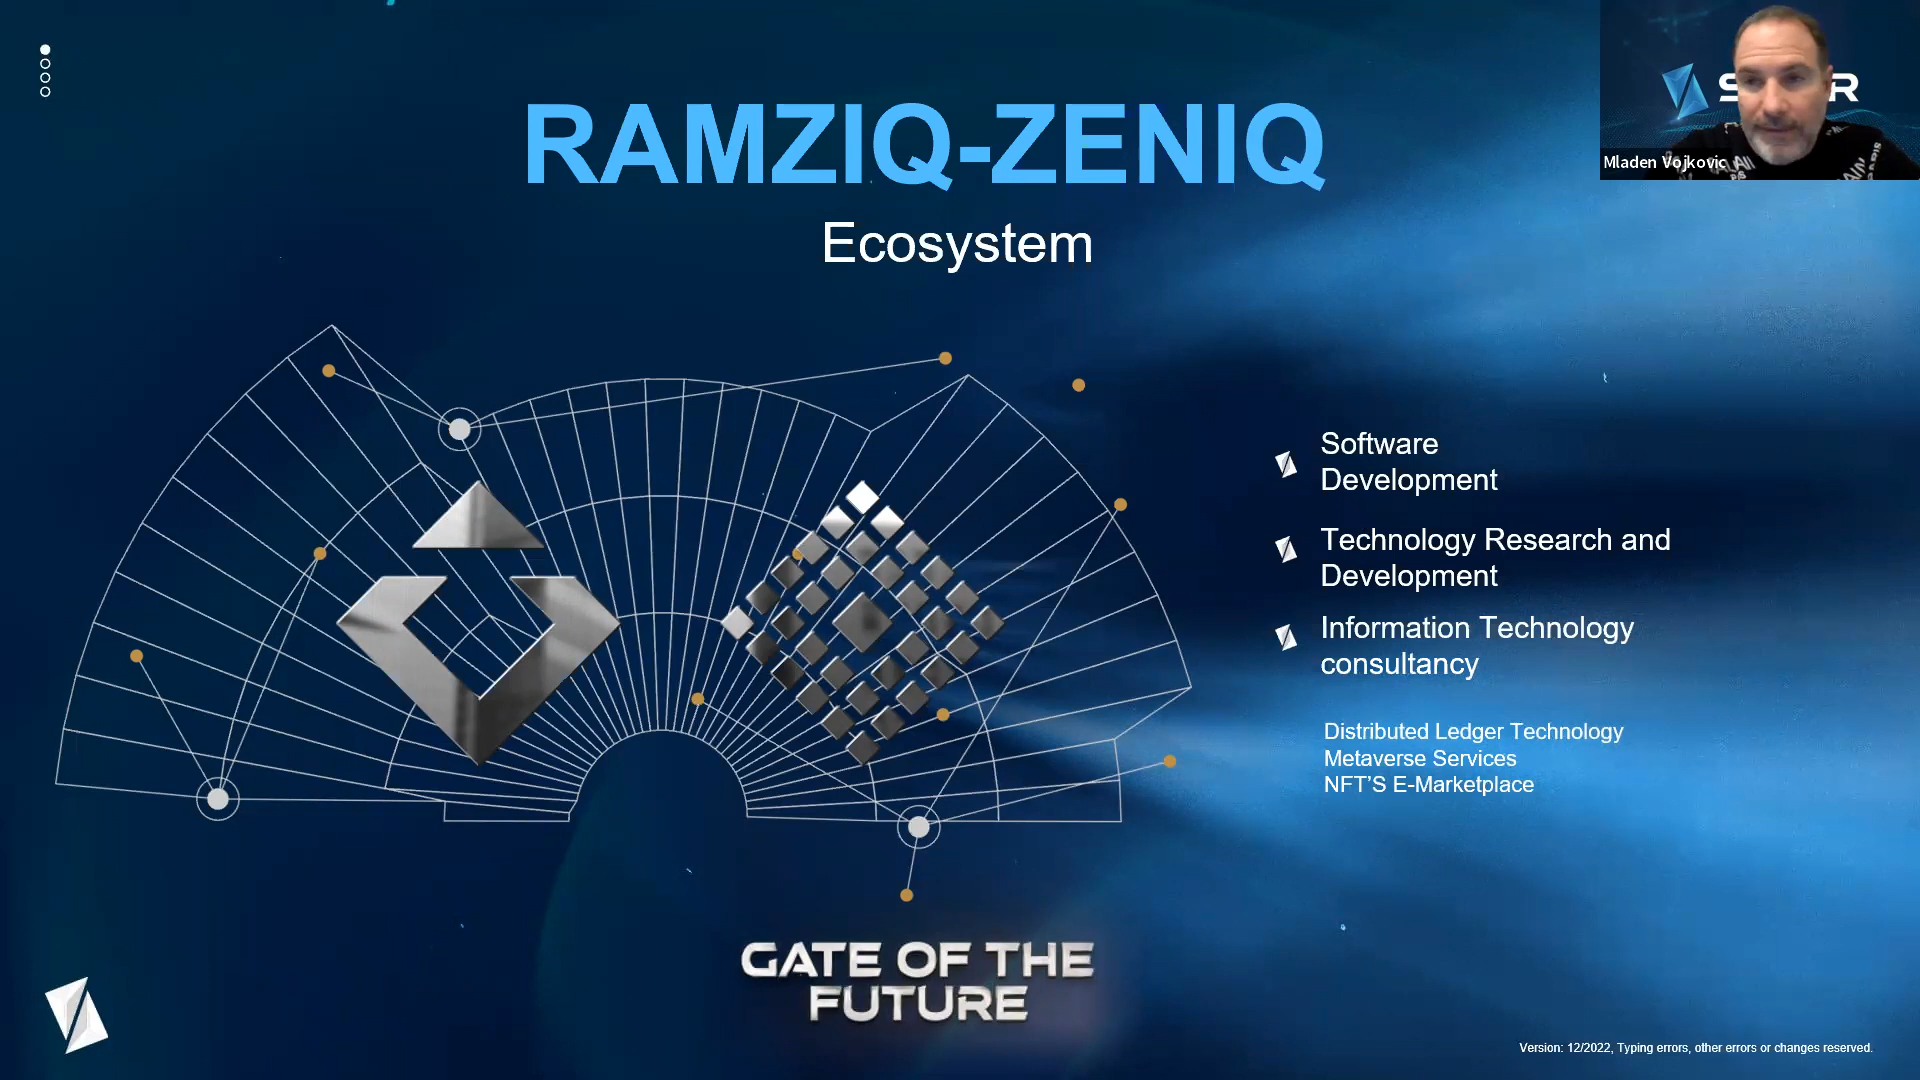 RAMZIQ-ZENIQ
Ecosystem
Mladen Vojkovic
Software
Development
Technology Research and
Development
Information Technology
consultancy
Distributed Ledger Technology
Metaverse Services
NFT'S E-Marketplace
GATE OF THE
FUTURE
Version: 12/2022, Typing errors, other errors or changes reserved.